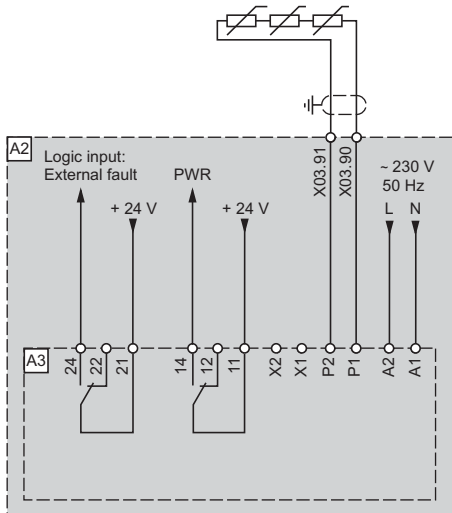 X03.91
X03.90
A2
Logic input:
External fault
PWR
~ 230 V
50 Hz
+ 24 V
+ 24 V
L
N
A3
24
22
21
14
12
11
X2
X1
P2
P1
A2
A1